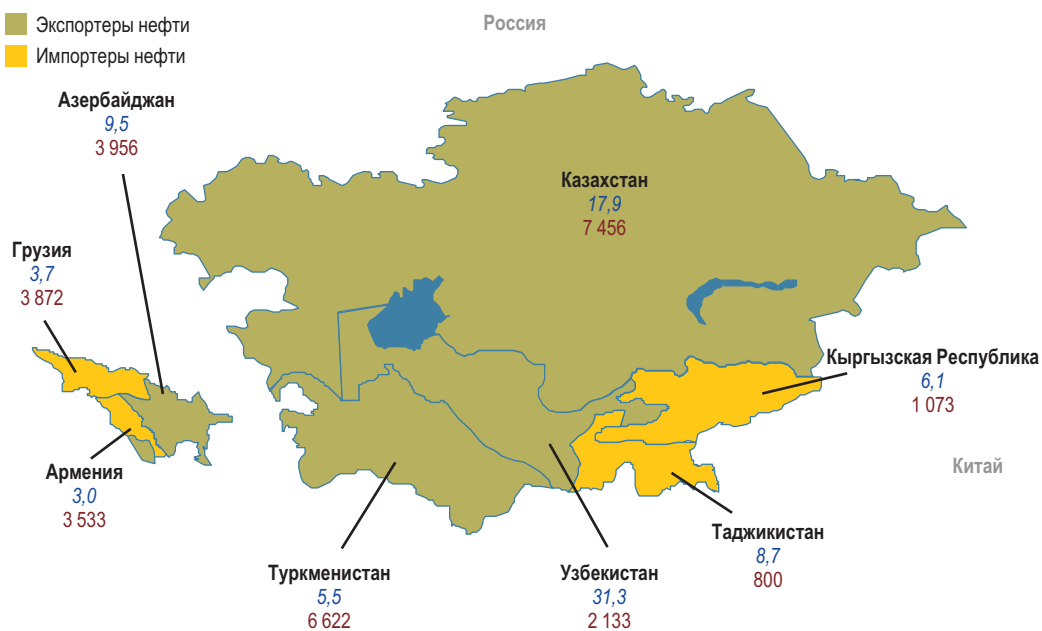 Экспортеры нефти
Импортеры нефти
Россия
Азербайджан
9,5
3 956
Казахстан
17,9
7 456
Грузия
3,7
3 872
Кыргызская Республика
6,1
1 073
Армения
3,0
3 533
Китай
Таджикистан
8,7
800
Туркменистан
5,5
6 622
Узбекистан
31,3
2 133